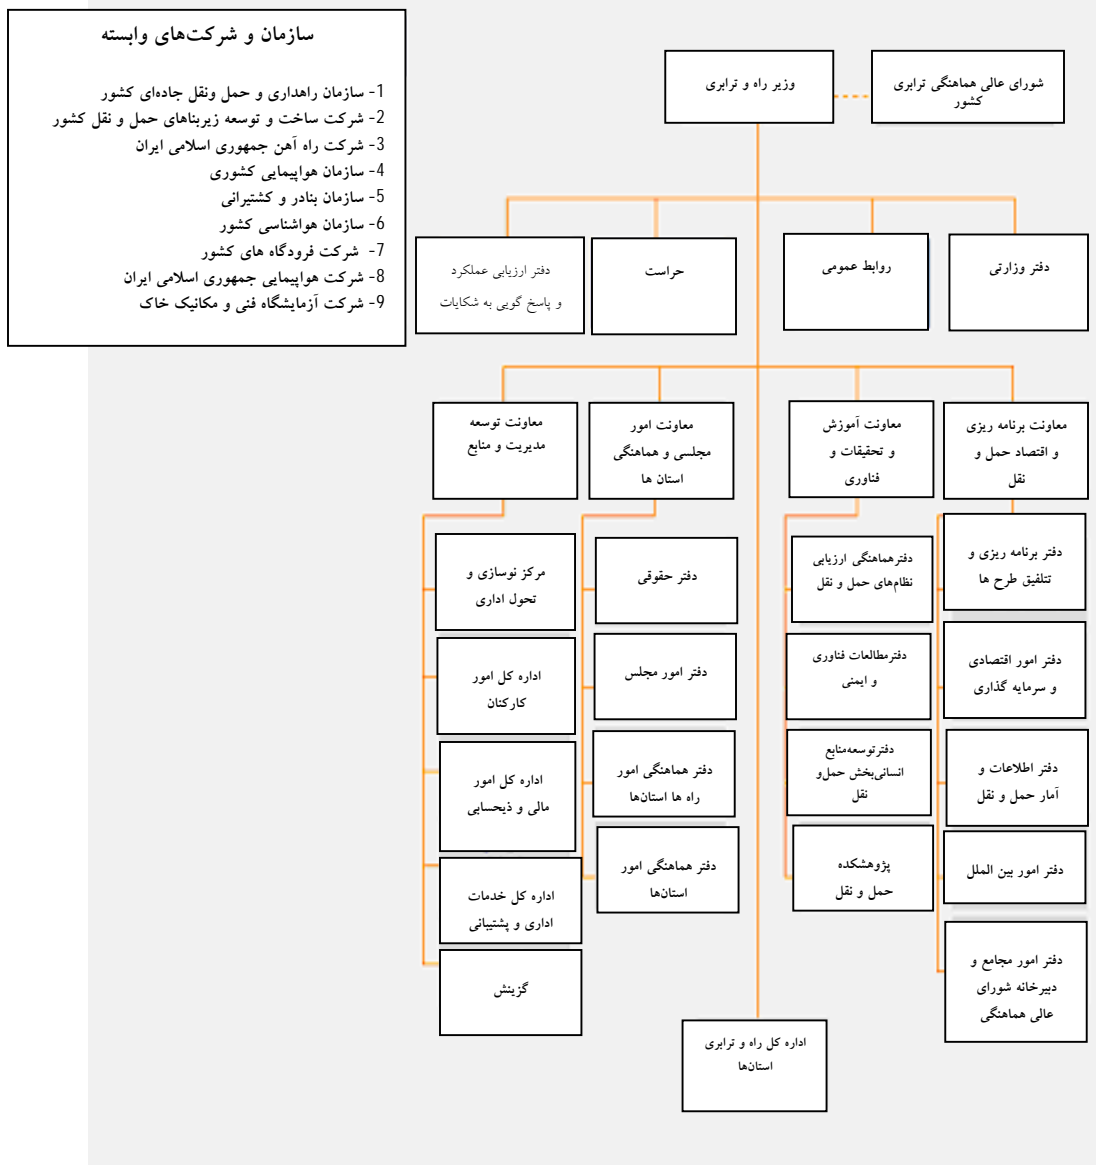 سازمان و شرکت‌های وابسته
1- سازمان راهداری و حمل ونقل جاده‌ای کشور
2- شرکت ساخت و توسعه زیربناهای حمل و نقل کشور
3- شرکت راه آهن جمهوری اسلامی ایران
4- سازمان هواپیمایی کشوری
5- سازمان بنادر و کشتیرانی
6- سازمان هواشناسی کشور
7- شرکت فرودگاه های کشور
8- شرکت هواپیمایی جمهوری اسلامی ایران
9- شرکت آزمایشگاه فنی و مکانیک خاک
شورای عالی هماهنگی ترابری
کشور
وزیر راه و ترابری
دفتر وزارتی
روابط عمومی
حراست
دفتر ارزیابی عملکرد
و پاسخ گویی به شکایات
معاونت برنامه ریزی
و اقتصاد حمل و
نقل
معاونت آموزش
و تحقیقات و
فناوری
معاونت امور
مجلسی و هماهنگی
استان ها
معاونت توسعه
مدیریت و منابع
دفتر برنامه ریزی و
تتلفیق طرح ها
دفتر امور اقتصادی
و سرمایه گذاری
دفتر اطلاعات و
آمار حمل و نقل
دفتر امور بین الملل
دفتر امور مجامع و
دبیرخانه شورای
عالی هماهنگی
دفترهماهنگی ارزیابی
نظام‌های حمل و نقل
دفترمطالعات فناوری
و ایمنی
دفترتوسعه‌منابع
انسانی‌بخش حمل‌و
نقل
پژوهشکده
حمل و نقل
دفتر حقوقی
دفتر امور مجلس
دفتر هماهنگی امور
راه ها استان‌ها
دفتر هماهنگی امور
استان‌ها
مرکز نوسازی و
تحول اداری
اداره کل امور
کارکنان
اداره کل امور
مالی و ذیحسابی
اداره کل خدمات
اداری و پشتیبانی
گزینش
اداره کل راه و ترابری
استان‌ها